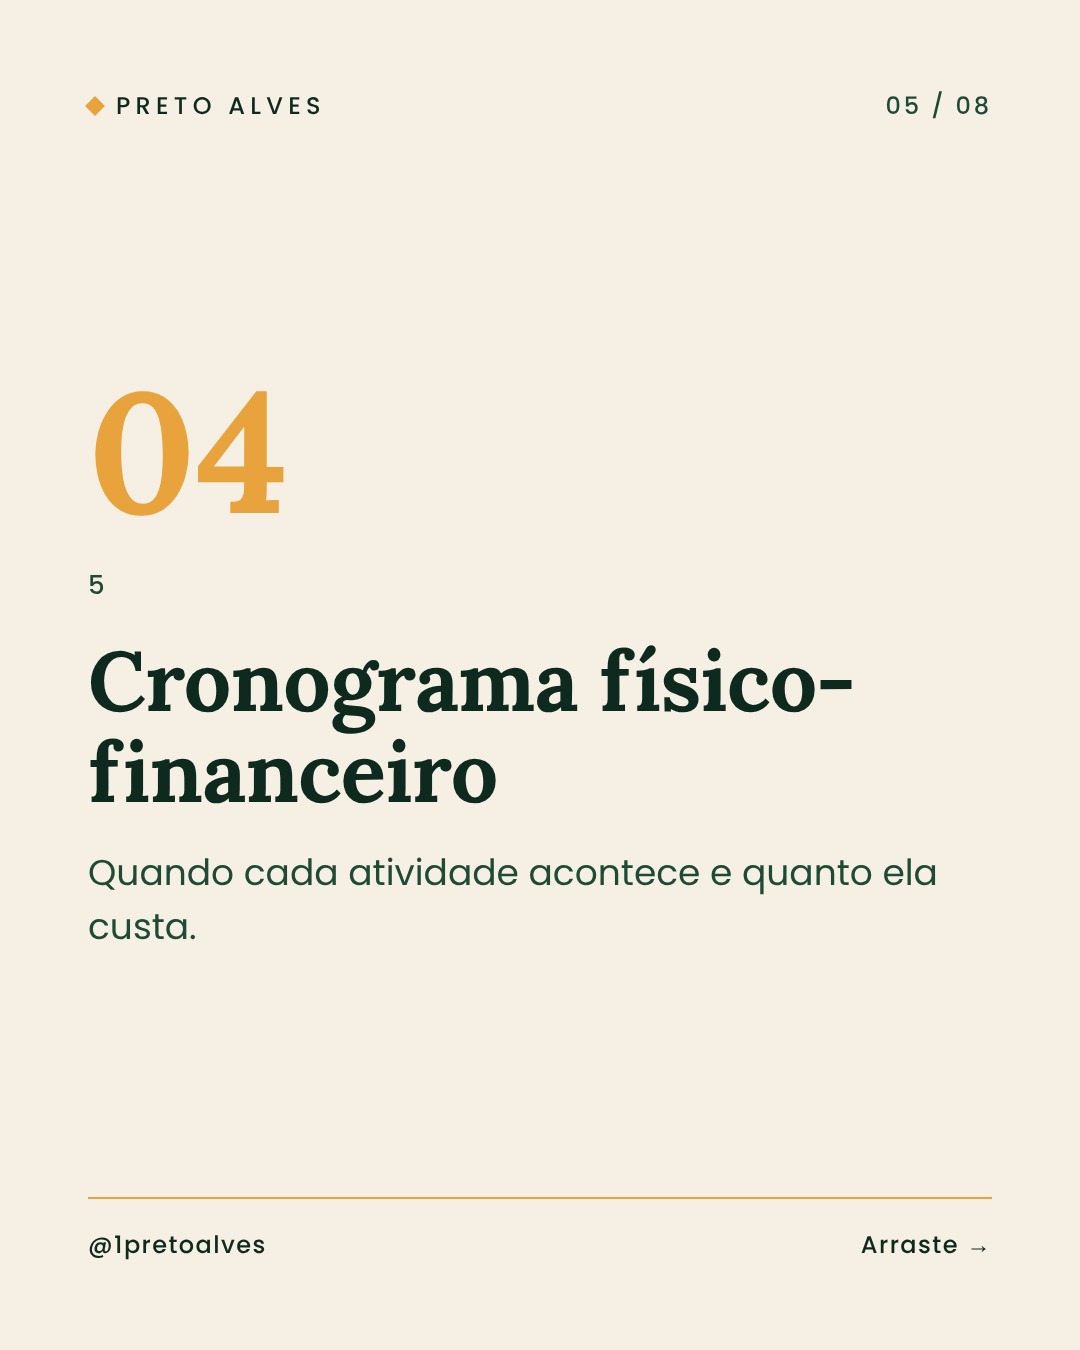 PRETO ALVES
05 / 08
04
5
Cronograma físico-
financeiro
Quando cada atividade acontece e quanto ela
custa.
@1pretoalves
Arraste →